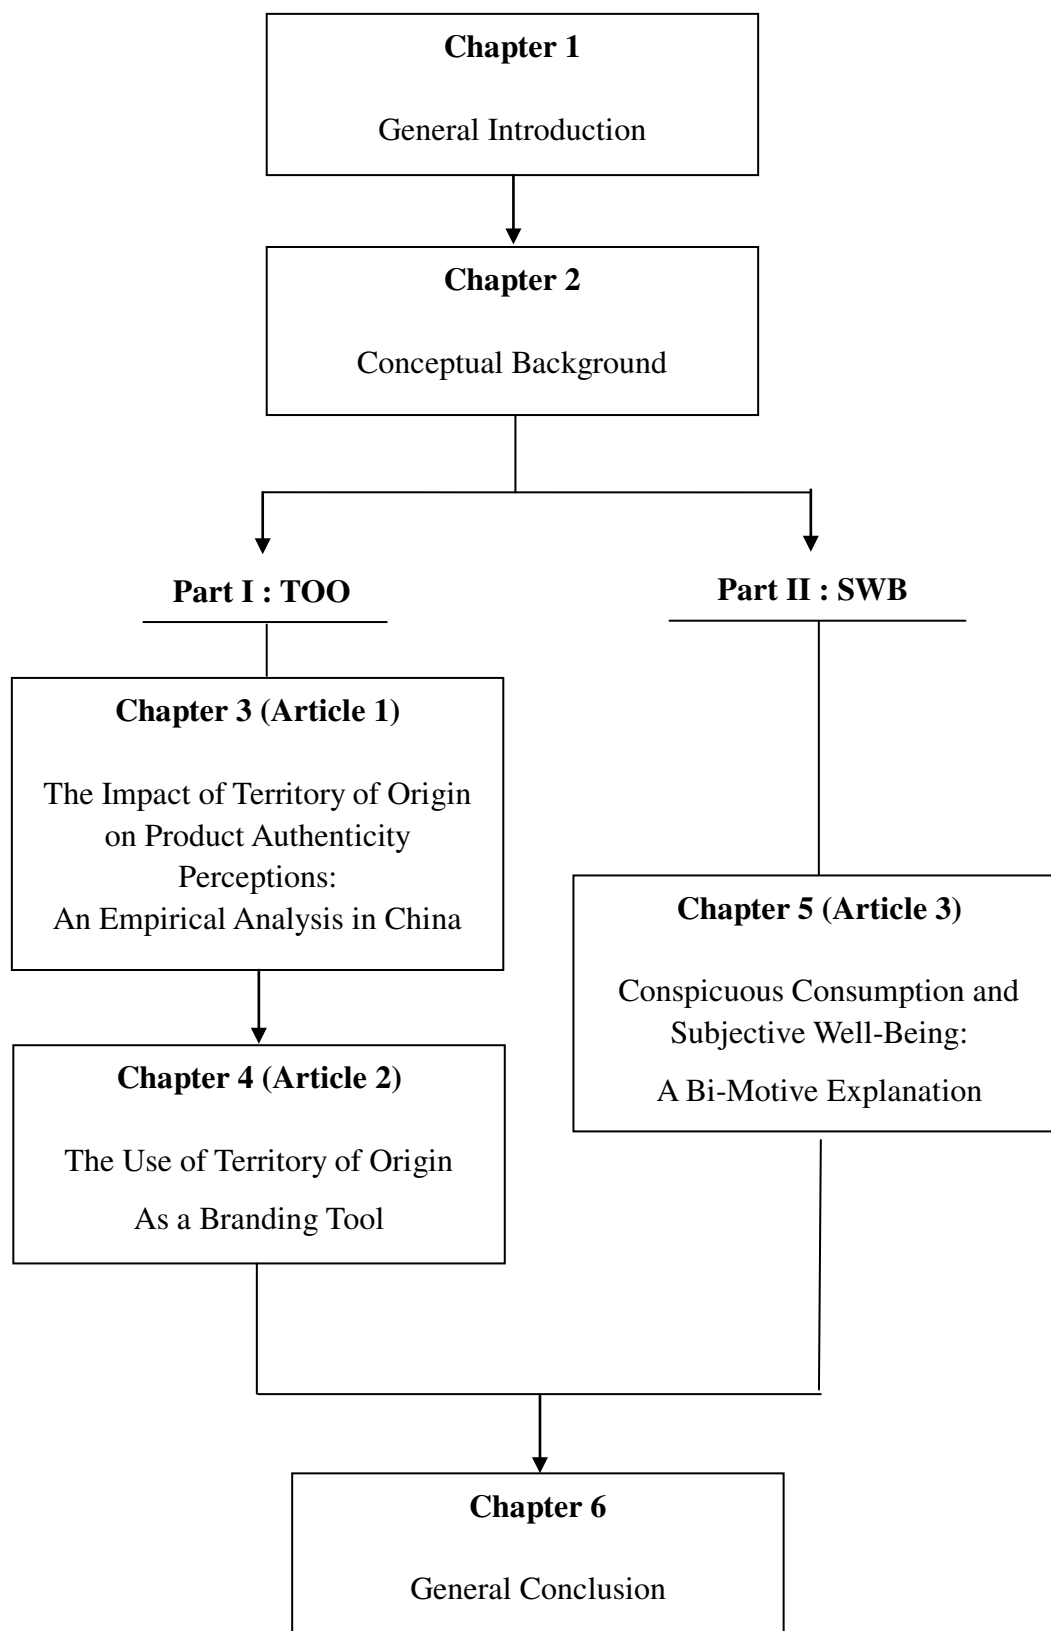 Chapter 1
General Introduction
Chapter 2
Conceptual Background
Part I : TOO
Part II : SWB
Chapter 3 (Article 1)
The Impact of Territory of Origin
on Product Authenticity
Perceptions:
An Empirical Analysis in China
Chapter 4 (Article 2)
The Use of Territory of Origin
As a Branding Tool
Chapter 5 (Article 3)
Conspicuous Consumption and
Subjective Well-Being:
A Bi-Motive Explanation
Chapter 6
General Conclusion